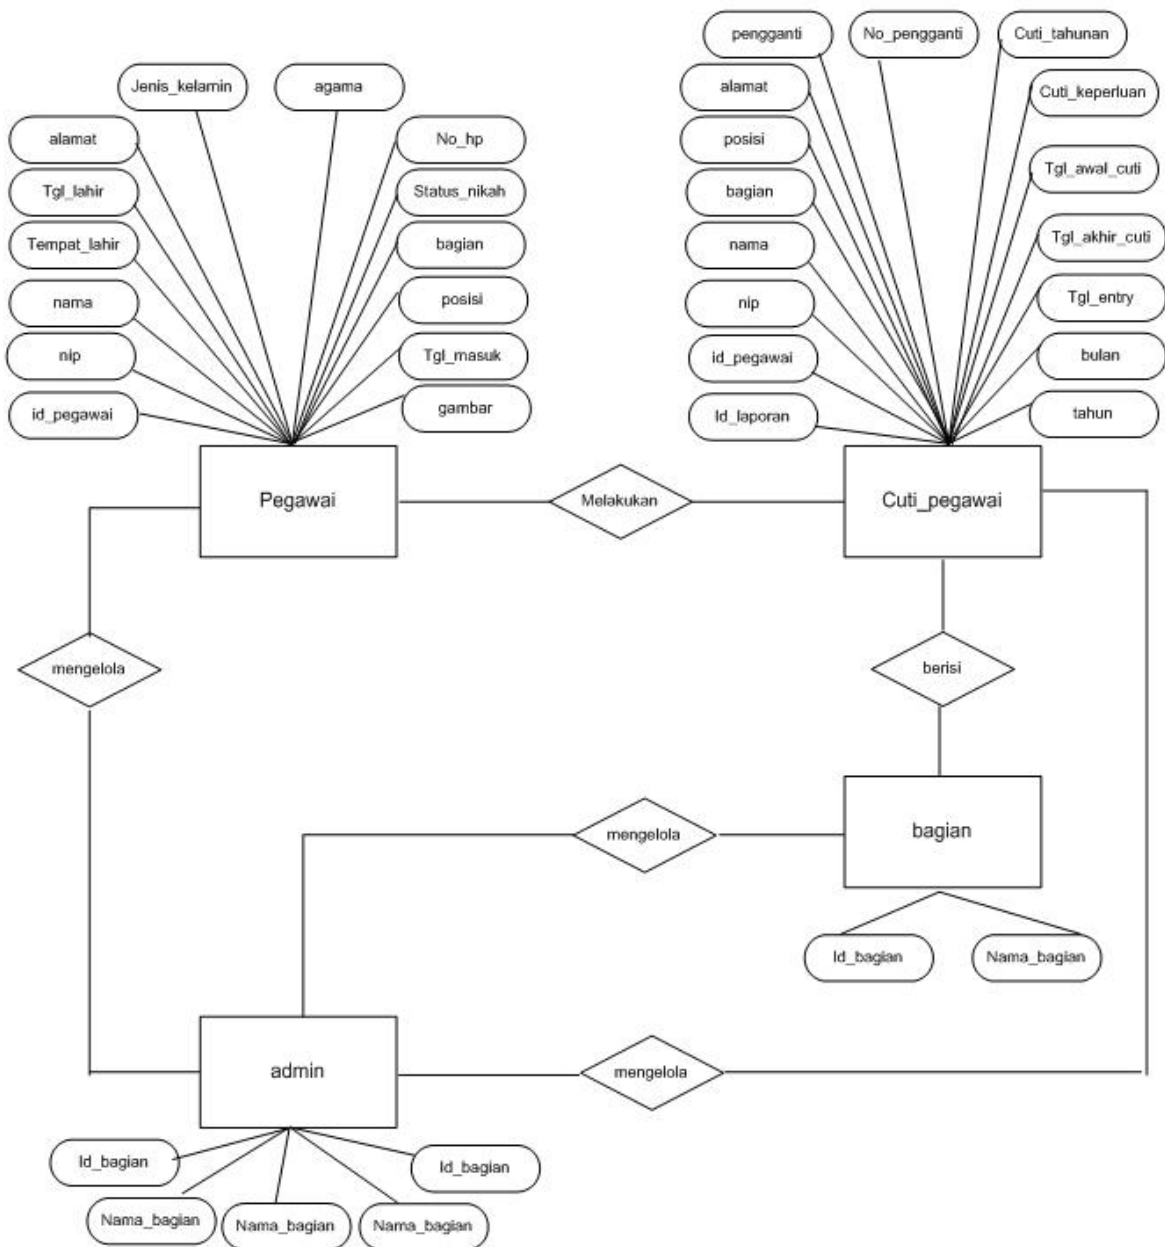 pengganti
No_pengganti
Cuti_tahunan
Jenis_kelamin
agama
alamat
Cuti_keperluan
alamat
No_hp
posisi
Tgl_awal_cuti
Tgl_lahir
Status_nikah
bagian
Tempat_lahir
bagian
nama
Tgl_akhir_cuti
nama
posisi
nip
Tgl_entry
nip
Tgl_masuk
id_pegawai
bulan
id_pegawai
gambar
Id_laporan
tahun
Pegawai
Melakukan
Cuti_pegawai
mengelola
berisi
mengelola
bagian
Id_bagian
Nama_bagian
admin
mengelola
Id_bagian
Id_bagian
Nama_bagian
Nama_bagian
Nama_bagian